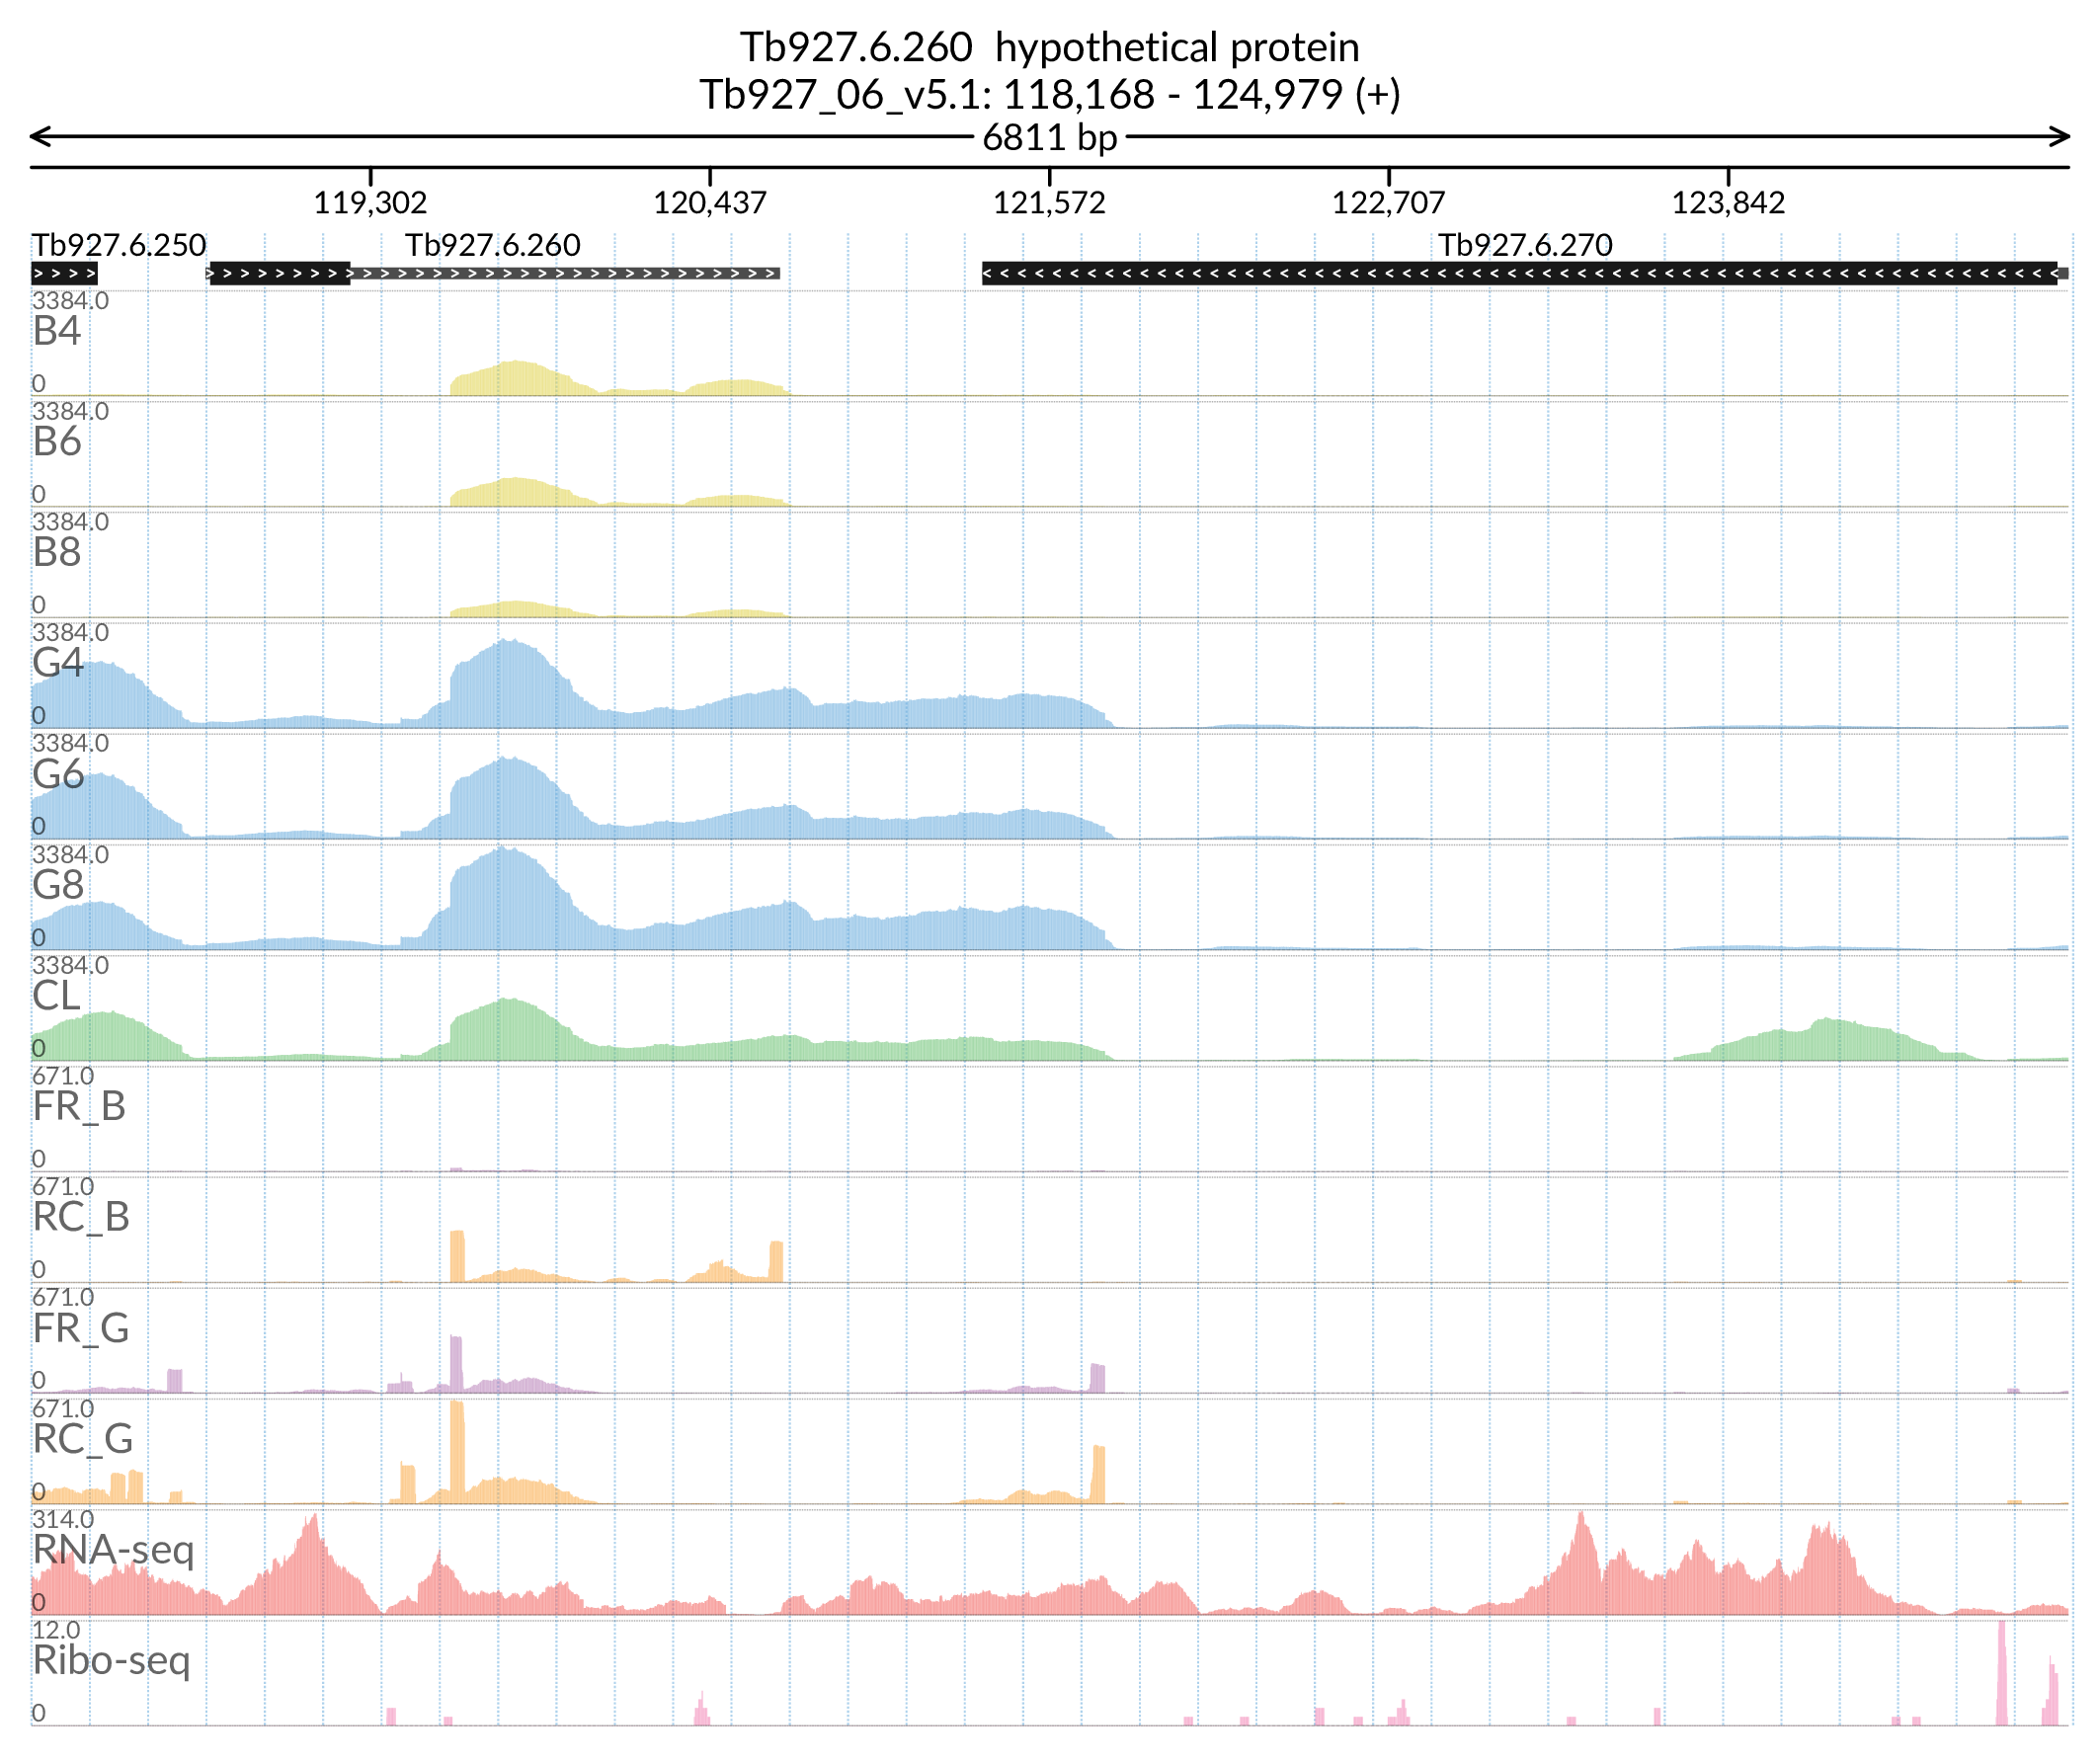 Tb927.6.260 hypothetical protein
Tb927_06_v5.1: 118,168 - 124,979 (+)
6811 bp
119,302 120,437 121,572 122,707 123,842
Tb927.6.250 Tb927.6.260 Tb927.6.270
3384.0
B4
0
3384.0
B6
0
3384.0
B8
0
3384.0
G4
0
3384.0
G6
0
3384.0
G8
0
3384.0
CL
0
671.0
FR_B
0
671.0
RC_B
0
671.0
FR_G
0
671.0
RC_G
0
314.0
RNA-seq
0
12.0
Ribo-seq
0